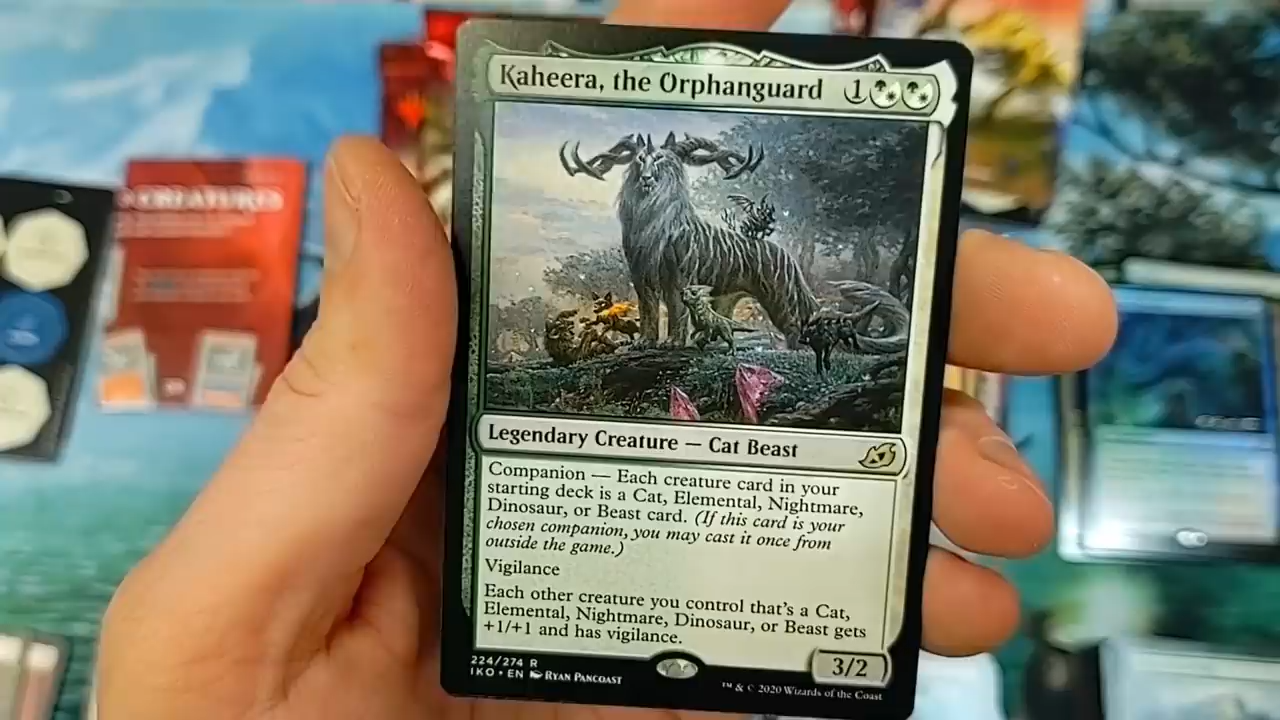 Kaheera, the Orphanguard 1
CREATURES
Legendary Creature — Cat Beast
Companion — Each creature card in your
starting deck is a Cat, Elemental, Nightmare,
Dinosaur, or Beast card. (If this card is your
chosen companion, you may cast it once from
outside the game.)
Vigilance
Each other creature you control that's a Cat,
Elemental, Nightmare, Dinosaur, or Beast gets
+1/+1 and has vigilance.
3/2
224/274 R
IKO • EN RYAN PANCOAST
™ & © 2020 Wizards of the Coast